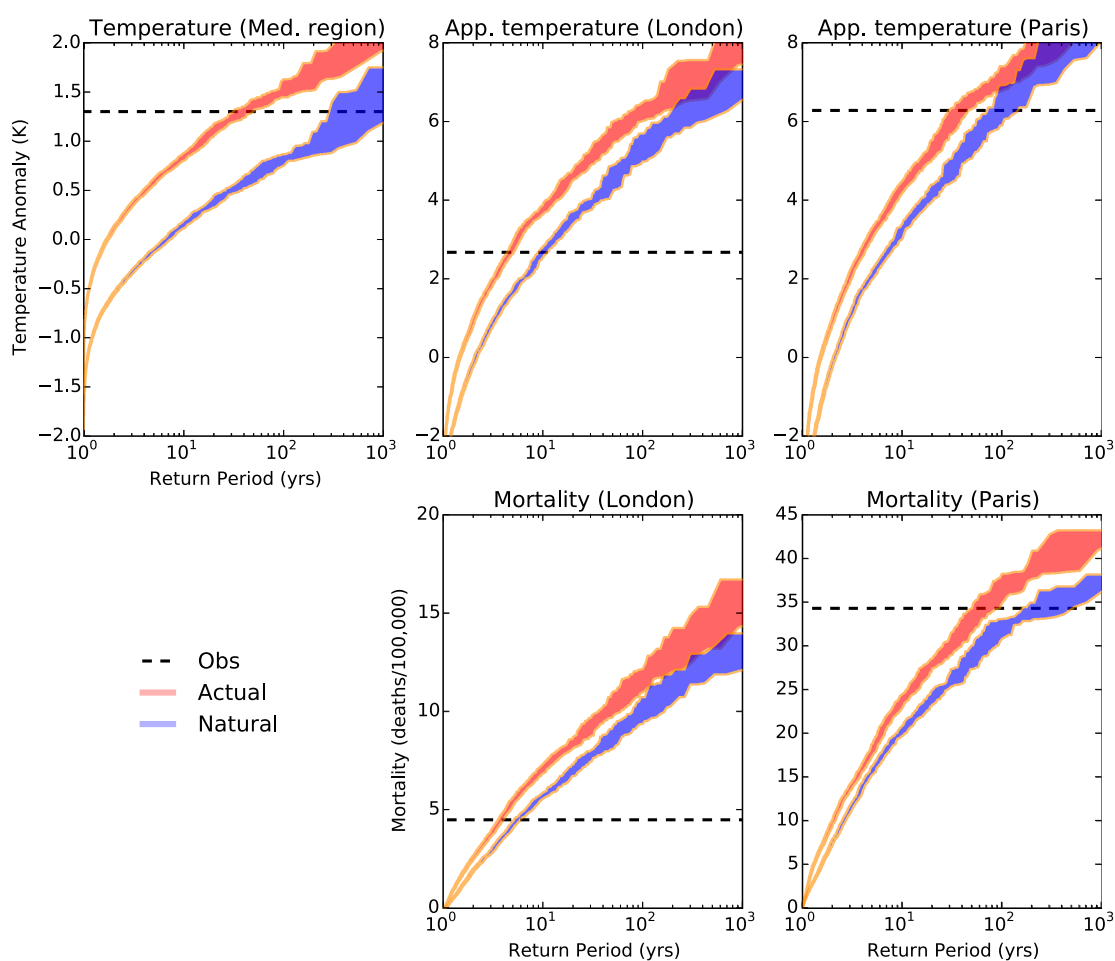 Temperature (Med. region)
App. temperature (London)
App. temperature (Paris)
Temperature Anomaly (K)
2.0
1.5
1.0
0.5
0.0
−0.5
−1.0
−1.5
−2.0
10⁰ 10¹ 10² 10³
Return Period (yrs)
8
6
4
2
0
−2
10⁰ 10¹ 10² 10³
8
6
4
2
0
−2
10⁰ 10¹ 10² 10³
Mortality (London)
Mortality (Paris)
Mortality (deaths/100,000)
20
15
10
5
0
10⁰ 10¹ 10² 10³
Return Period (yrs)
45
40
35
30
25
20
15
10
5
0
10⁰ 10¹ 10² 10³
Return Period (yrs)
Obs
Actual
Natural